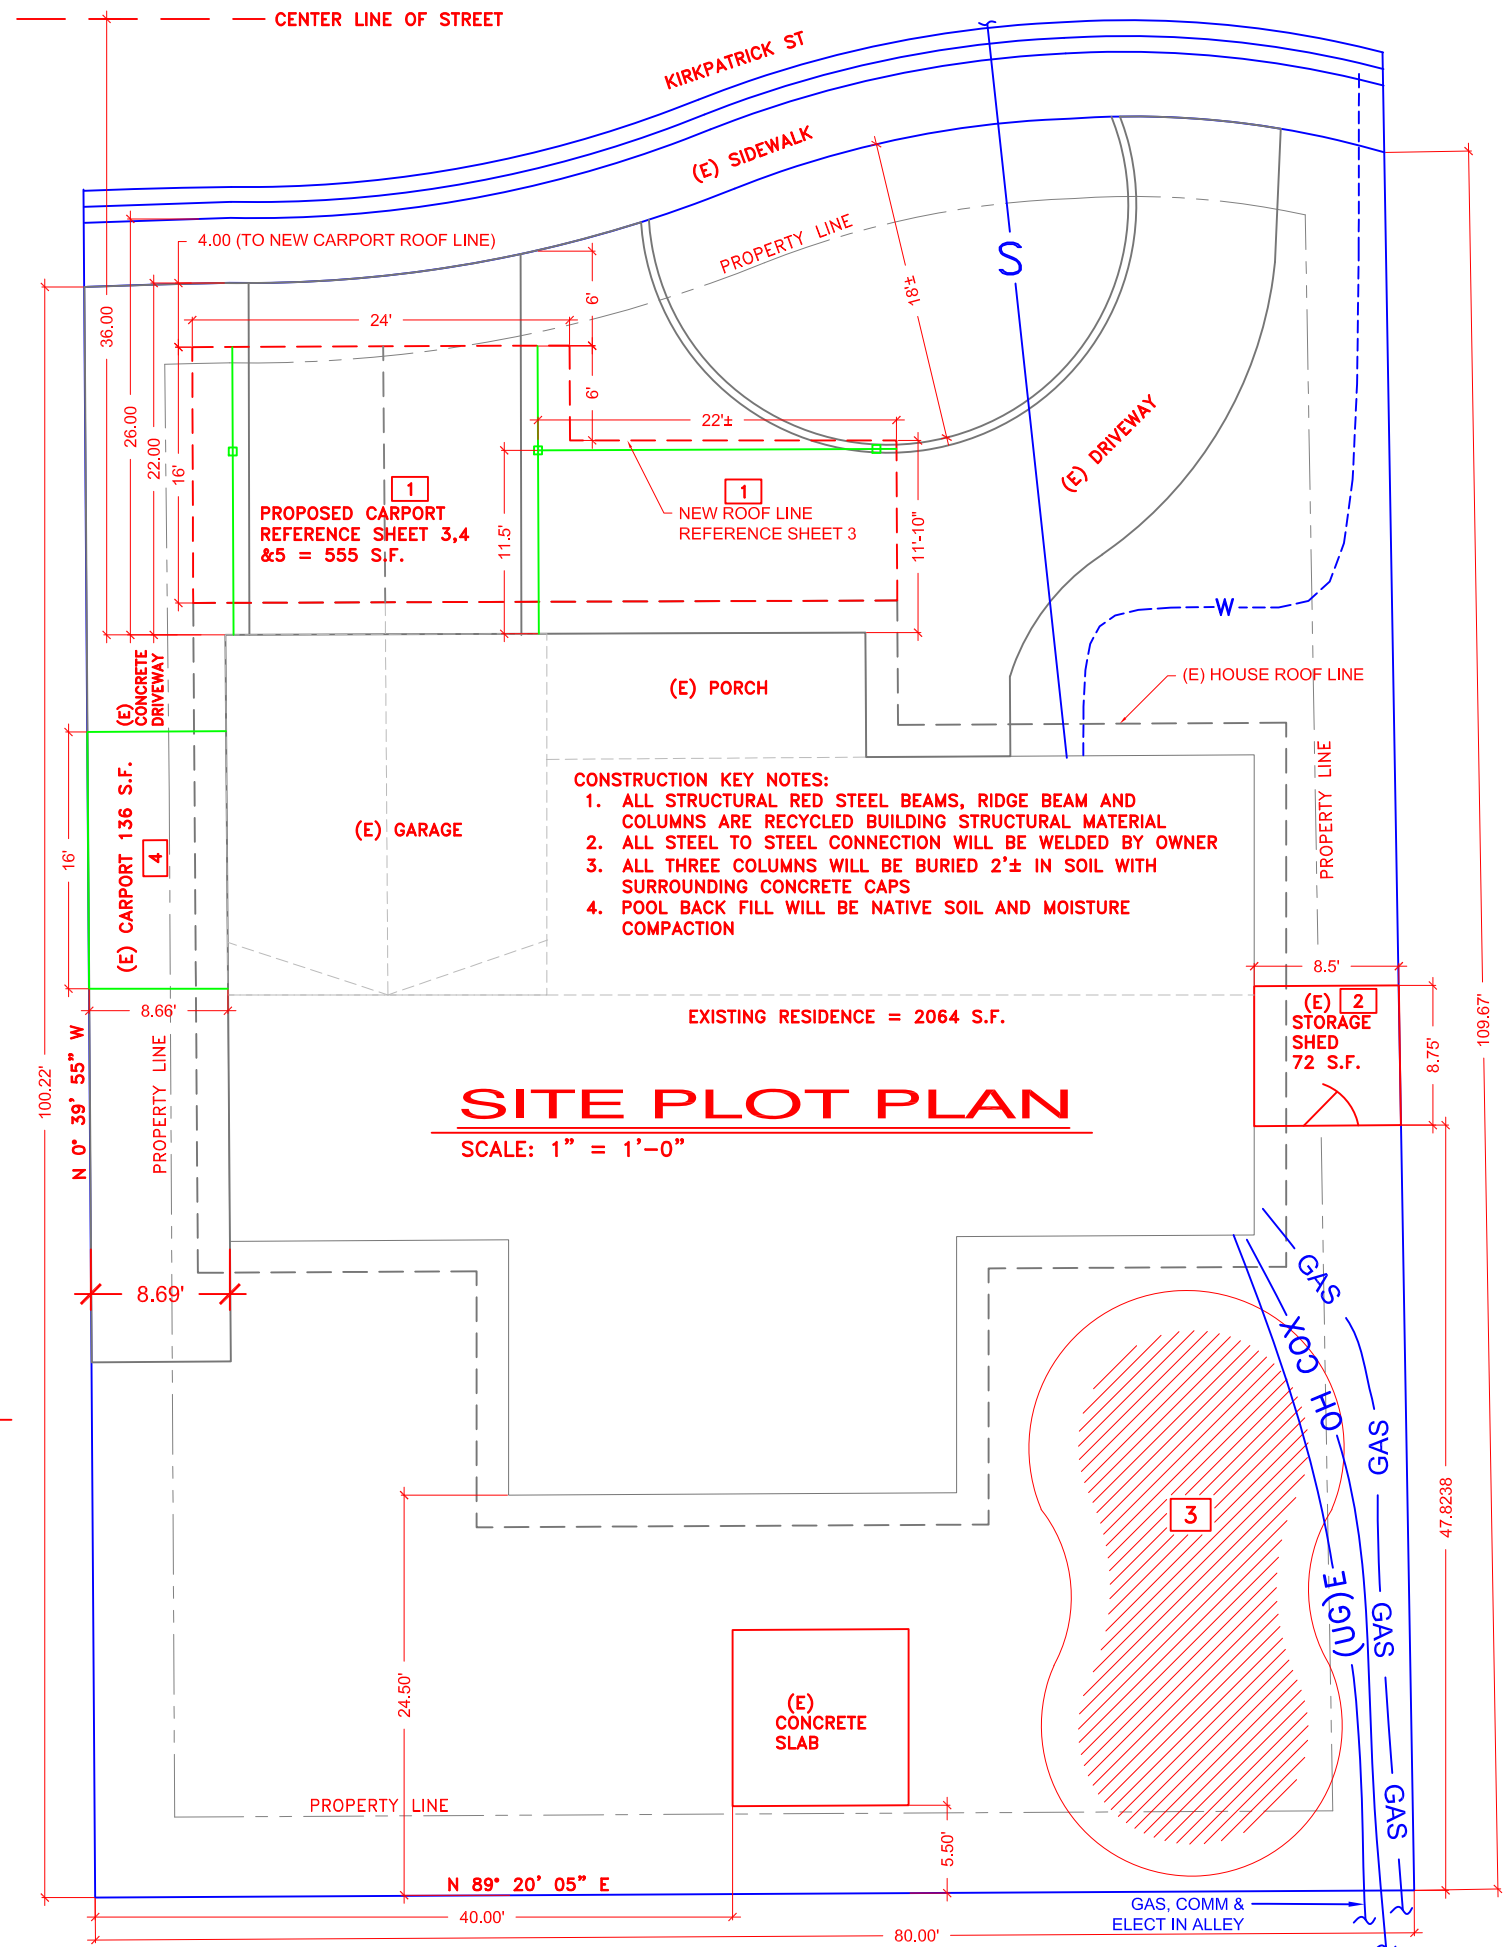 CENTER LINE OF STREET
KIRKPATRICK ST
(E) SIDEWALK
PROPERTY LINE
4.00 (TO NEW CARPORT ROOF LINE)
S
36.00
26.00
22.00
16'
24'
6'
6'
18'±
22'±
11.5'
11'-10"
1
PROPOSED CARPORT
REFERENCE SHEET 3,4
&5 = 555 S.F.
1
NEW ROOF LINE
REFERENCE SHEET 3
(E) DRIVEWAY
W
(E) HOUSE ROOF LINE
(E)
CONCRETE
DRIVEWAY
(E) PORCH
(E) GARAGE
16'
(E) CARPORT 136 S.F.
4
CONSTRUCTION KEY NOTES:
1. ALL STRUCTURAL RED STEEL BEAMS, RIDGE BEAM AND
COLUMNS ARE RECYCLED BUILDING STRUCTURAL MATERIAL
2. ALL STEEL TO STEEL CONNECTION WILL BE WELDED BY OWNER
3. ALL THREE COLUMNS WILL BE BURIED 2'± IN SOIL WITH
SURROUNDING CONCRETE CAPS
4. POOL BACK FILL WILL BE NATIVE SOIL AND MOISTURE
COMPACTION
PROPERTY LINE
8.5'
(E) 2
STORAGE
SHED
72 S.F.
8.75'
109.67'
8.66'
EXISTING RESIDENCE = 2064 S.F.
100.22'
N 0° 39' 55" W
PROPERTY LINE
SITE PLOT PLAN
SCALE: 1" = 1'-0"
8.69'
GAS
OH COX
GAS
47.8238
3
(UG)E
GAS
24.50'
(E)
CONCRETE
SLAB
PROPERTY LINE
GAS
5.50'
N 89° 20' 05" E
40.00'
GAS, COMM &
ELECT IN ALLEY
80.00'